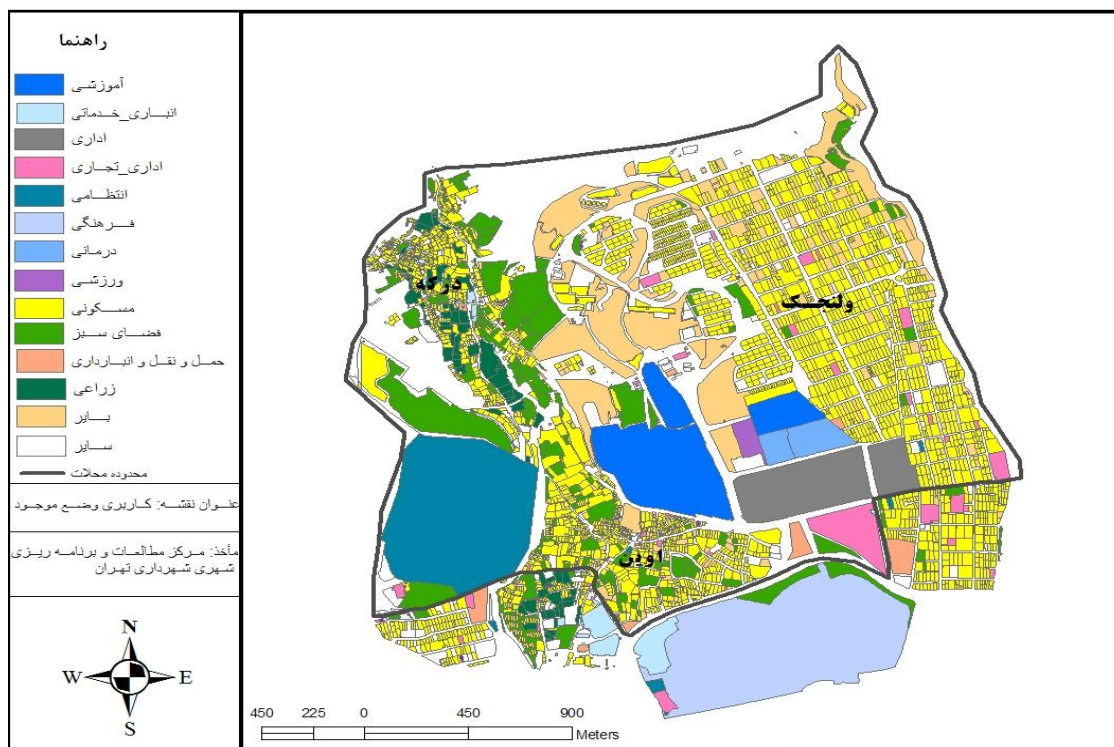 راهنما
آموزشی
انباری_خدماتی
اداری
اداری_تجاری
انتظامی
فرهنگی
درمانی
ورزشی
مسکونی
فضای سبز
حمل و نقل و انبارداری
زراعی
بایر
سایر
محدوده محلات
عنوان نقشه: کاربری وضع موجود
مأخذ: مرکز مطالعات و برنامه ریزی
شهری شهرداری تهران
N
W E
S
درکه
ولنجک
اوین
450 225 0 450 900
Meters